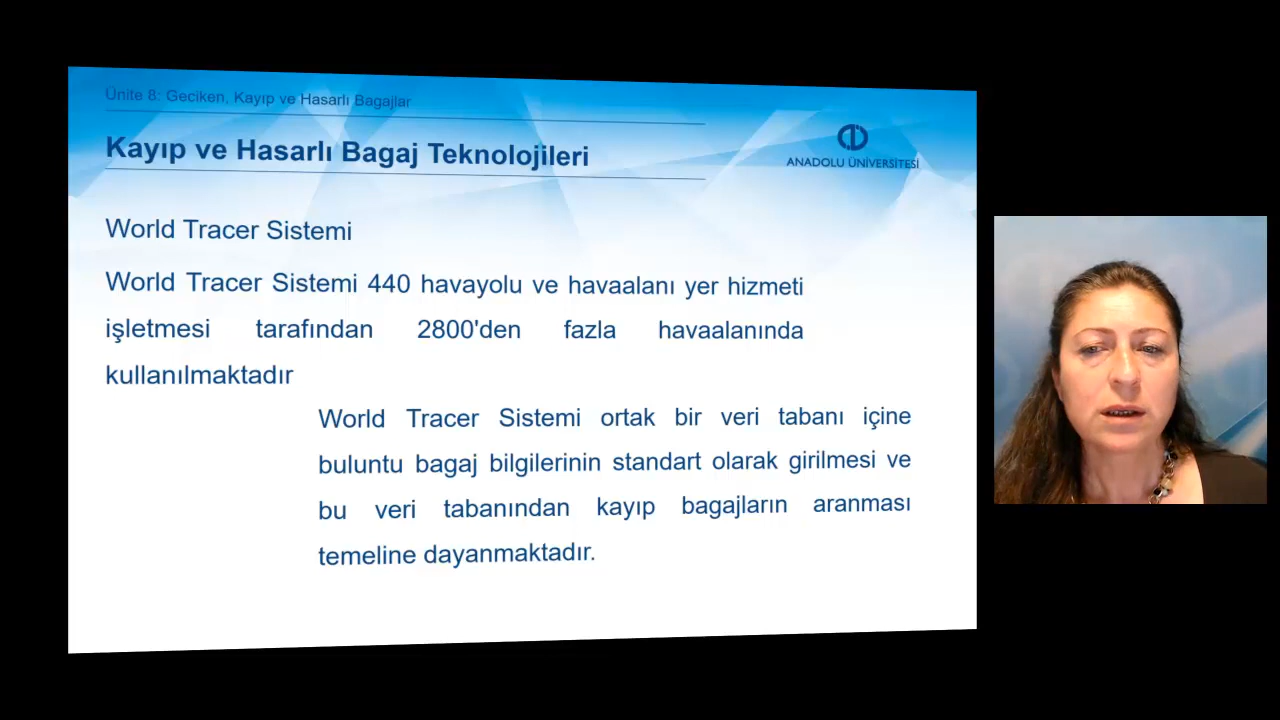 Ünite 8: Geciken, Kayıp ve Hasarlı Bagajlar
Kayıp ve Hasarlı Bagaj Teknolojileri
ANADOLU ÜNİVERSİTESİ
World Tracer Sistemi
World Tracer Sistemi 440 havayolu ve havaalanı yer hizmeti
işletmesi tarafından 2800'den fazla havaalanında
kullanılmaktadır
World Tracer Sistemi ortak bir veri tabanı içine
buluntu bagaj bilgilerinin standart olarak girilmesi ve
bu veri tabanından kayıp bagajların aranması
temeline dayanmaktadır.